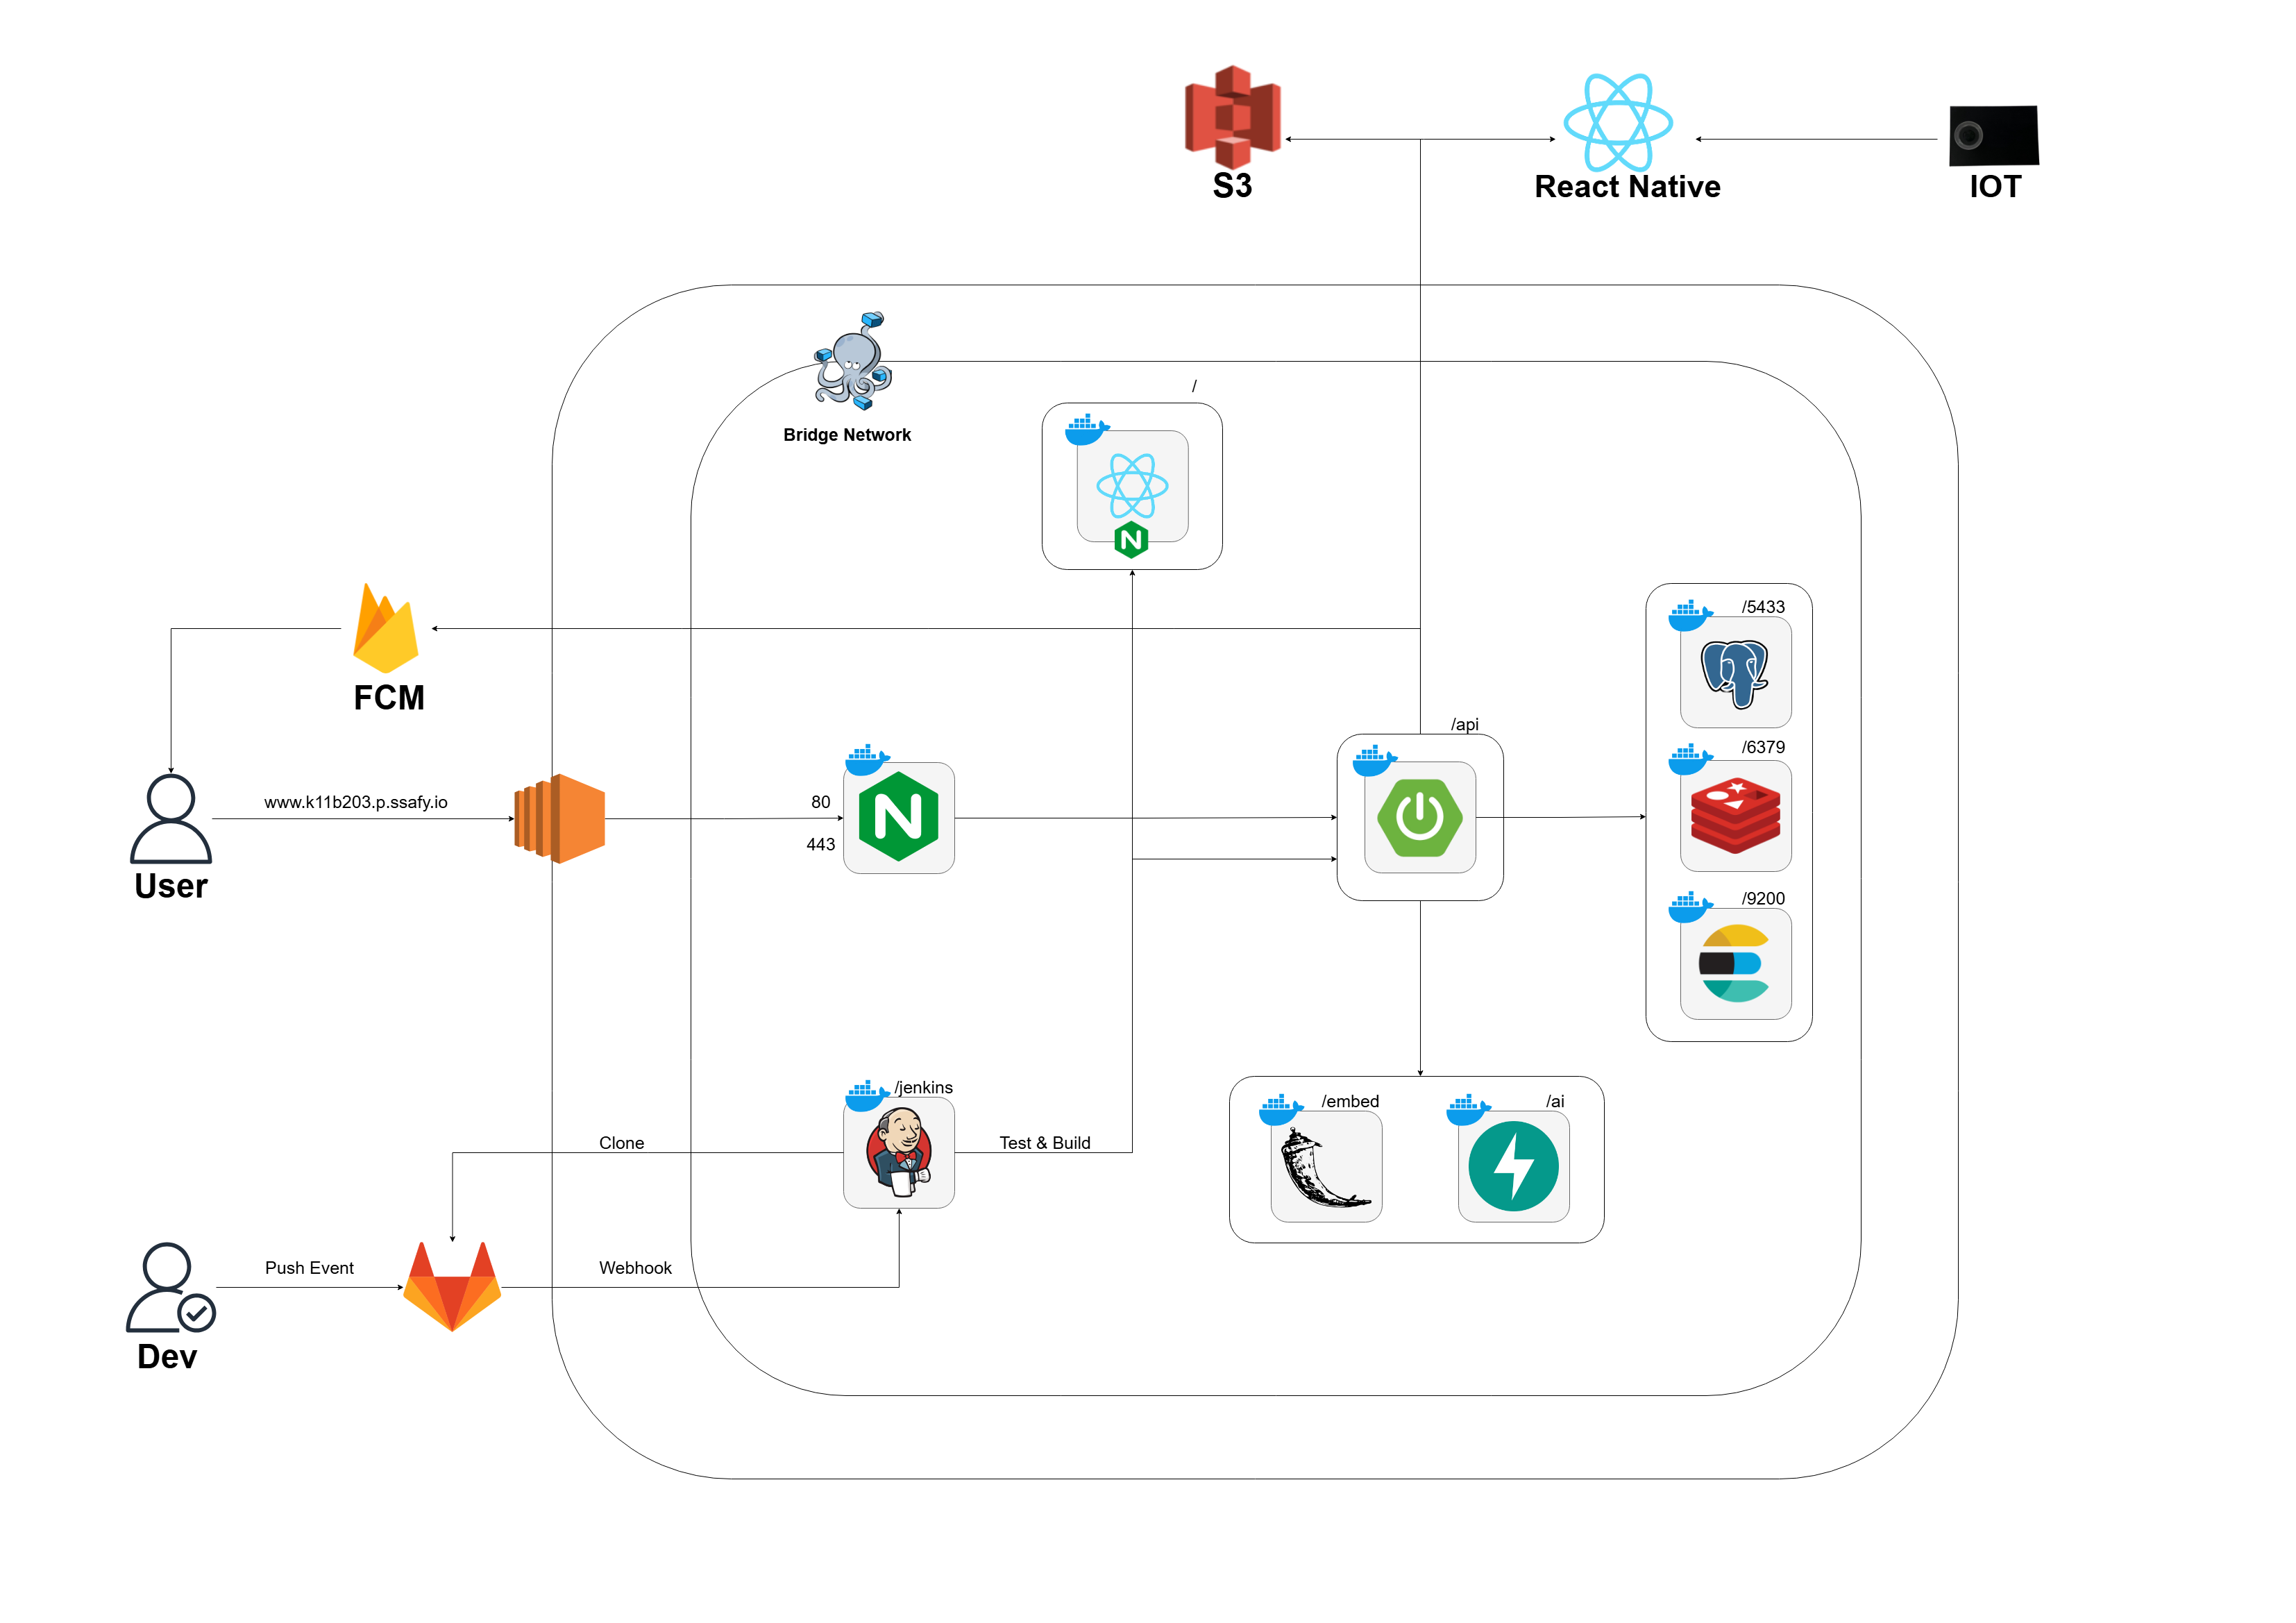 S3
React Native
IOT
Bridge Network
/
/5433
FCM
/api
/6379
www.k11b203.p.ssafy.io
80
443
User
/9200
/jenkins
/embed
/ai
Clone
Test & Build
Push Event
Webhook
Dev